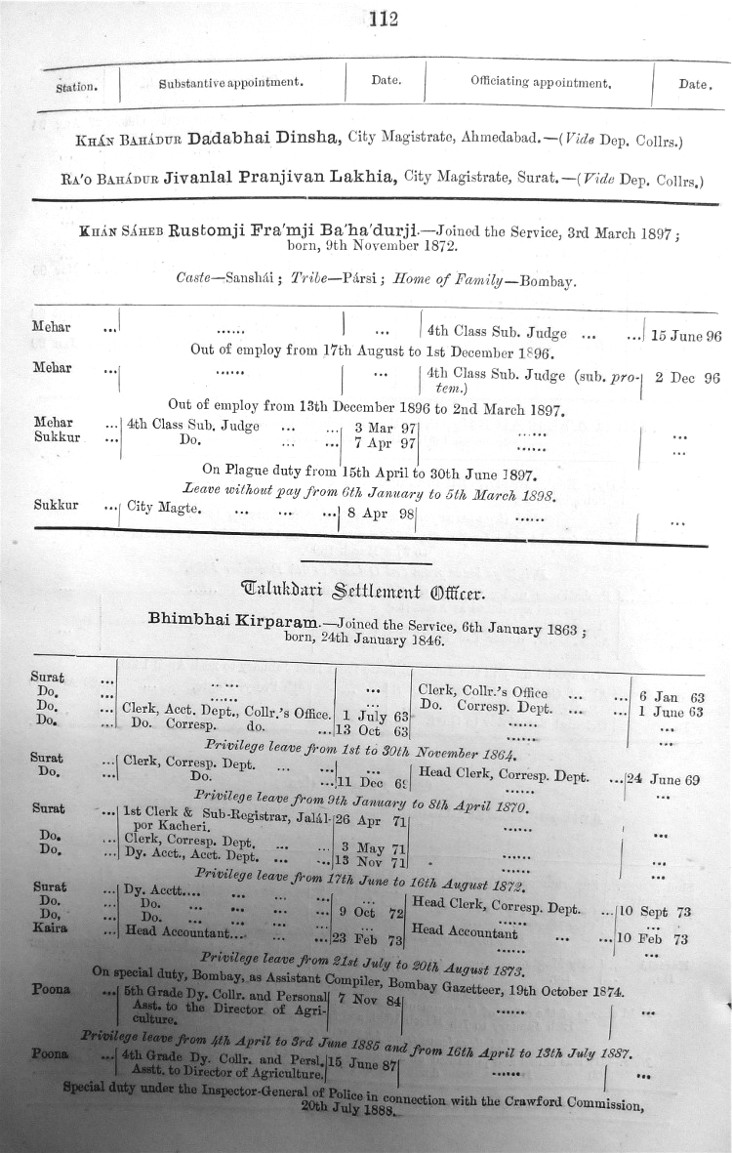 112
Station. Substantive appointment. Date. Officiating appointment. Date.
KHÁN BAHÁDUR Dadabhai Dinsha, City Magistrate, Ahmedabad.—(Vide Dep. Collrs.)
RA'O BAHÁDUR Jivanlal Pranjivan Lakhia, City Magistrate, Surat.—(Vide Dep. Collrs.)
KHÁN SÁHEB Rustomji Fra'mji Ba'ha'durji.—Joined the Service, 3rd March 1897;
born, 9th November 1872.
Caste—Sansháí; Tribe—Pársi; Home of Family—Bombay.
Mehar ... ...... ... 4th Class Sub. Judge ... ... 15 June 96
Out of employ from 17th August to 1st December 1896.
Mehar ... ...... ... 4th Class Sub. Judge (sub. pro- 2 Dec 96
tem.)
Out of employ from 13th December 1896 to 2nd March 1897.
Mehar ... 4th Class Sub. Judge ... ... 3 Mar 97 ...... ...
Sukkur ... Do. ... ... 7 Apr 97 ...... ...
On Plague duty from 15th April to 30th June 1897.
Leave without pay from 6th January to 5th March 1898.
Sukkur ... City Magte. ... ... ... 8 Apr 98 ...... ...
Talukdari Settlement Officer.
Bhimbhai Kirparam.—Joined the Service, 6th January 1863;
born, 24th January 1846.
Surat ... ...... ... Clerk, Collr.'s Office ... ... 6 Jan 63
Do. ... ...... ... Do. Corresp. Dept. ... ... 1 June 63
Do. ... Clerk, Acct. Dept., Collr.'s Office. 1 July 63 ...... ...
Do. ... Do. Corresp. do. ... 13 Oct 63 ...... ...
Privilege leave from 1st to 30th November 1864.
Surat ... Clerk, Corresp. Dept. ... ... ... Head Clerk, Corresp. Dept. ... 24 June 69
Do. ... Do. ... 11 Dec 69 ...... ...
Privilege leave from 9th January to 8th April 1870.
Surat ... 1st Clerk & Sub-Registrar, Jalál- 26 Apr 71 ...... ...
por Kacheri.
Do. ... Clerk, Corresp. Dept. ... ... 3 May 71 ...... ...
Do. ... Dy. Acct., Acct. Dept. ... ... 13 Nov 71 ...... ...
Privilege leave from 17th June to 16th August 1872.
Surat ... Dy. Acctt.... ... ... ... ... Head Clerk, Corresp. Dept. ... 10 Sept 73
Do. ... Do. ... ... ... 9 Oct 72 ...... ...
Do. ... Do. ... ... ... ... Head Accountant ... ... 10 Feb 73
Kaira ... Head Accountant... ... ... 23 Feb 73 ...... ...
Privilege leave from 21st July to 20th August 1873.
On special duty, Bombay, as Assistant Compiler, Bombay Gazetteer, 19th October 1874.
Poona ... 5th Grade Dy. Collr. and Personal 7 Nov 84 ...... ...
Asst. to the Director of Agri-
culture.
Privilege leave from 4th April to 3rd June 1885 and from 16th April to 13th July 1887.
Poona ... 4th Grade Dy. Collr. and Persl. 15 June 87 ...... ...
Asstt. to Director of Agriculture.
Special duty under the Inspector-General of Police in connection with the Crawford Commission,
20th July 1888.